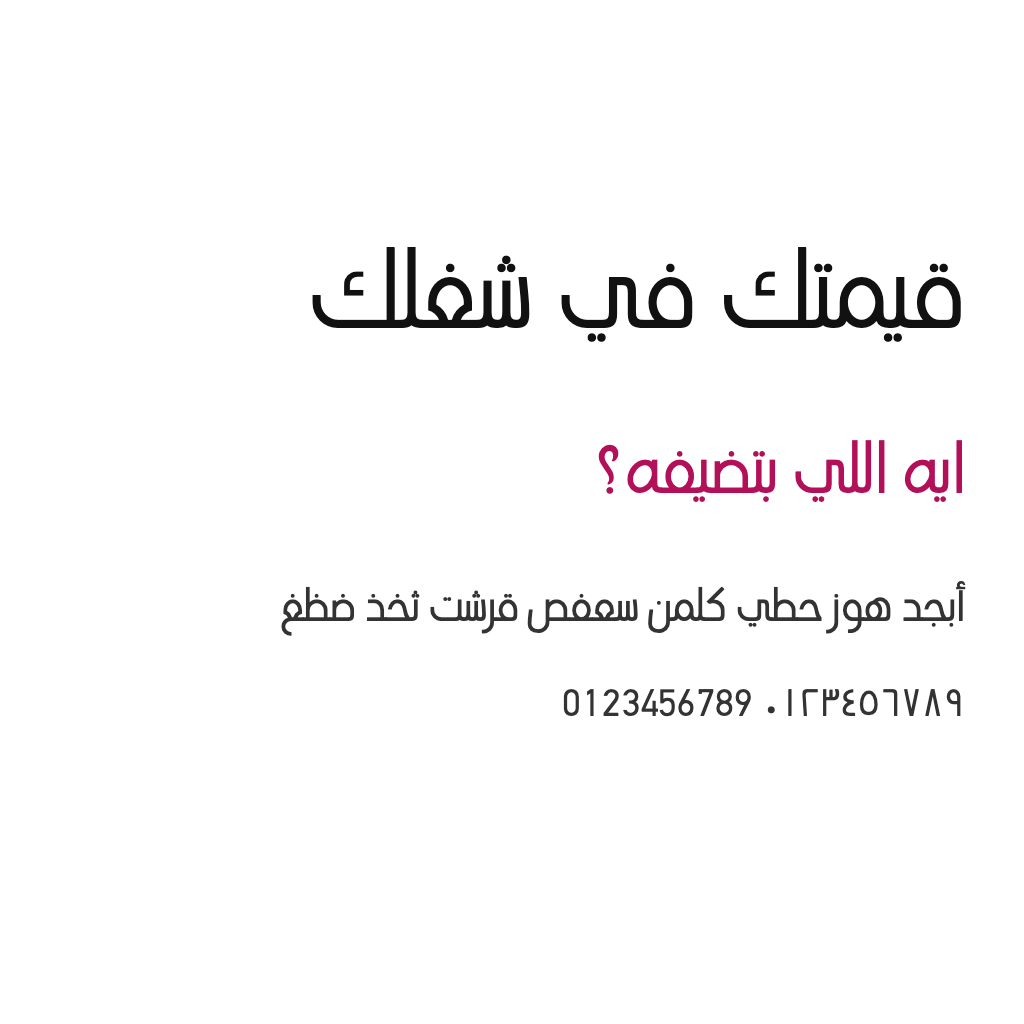 قيمتك في شغلك
ايه اللي بتضيفه؟
أبجد هوز حطي كلمن سعفص قرشت ثخذ ضظغ
0123456789 ٠١٢٣٤٥٦٧٨٩